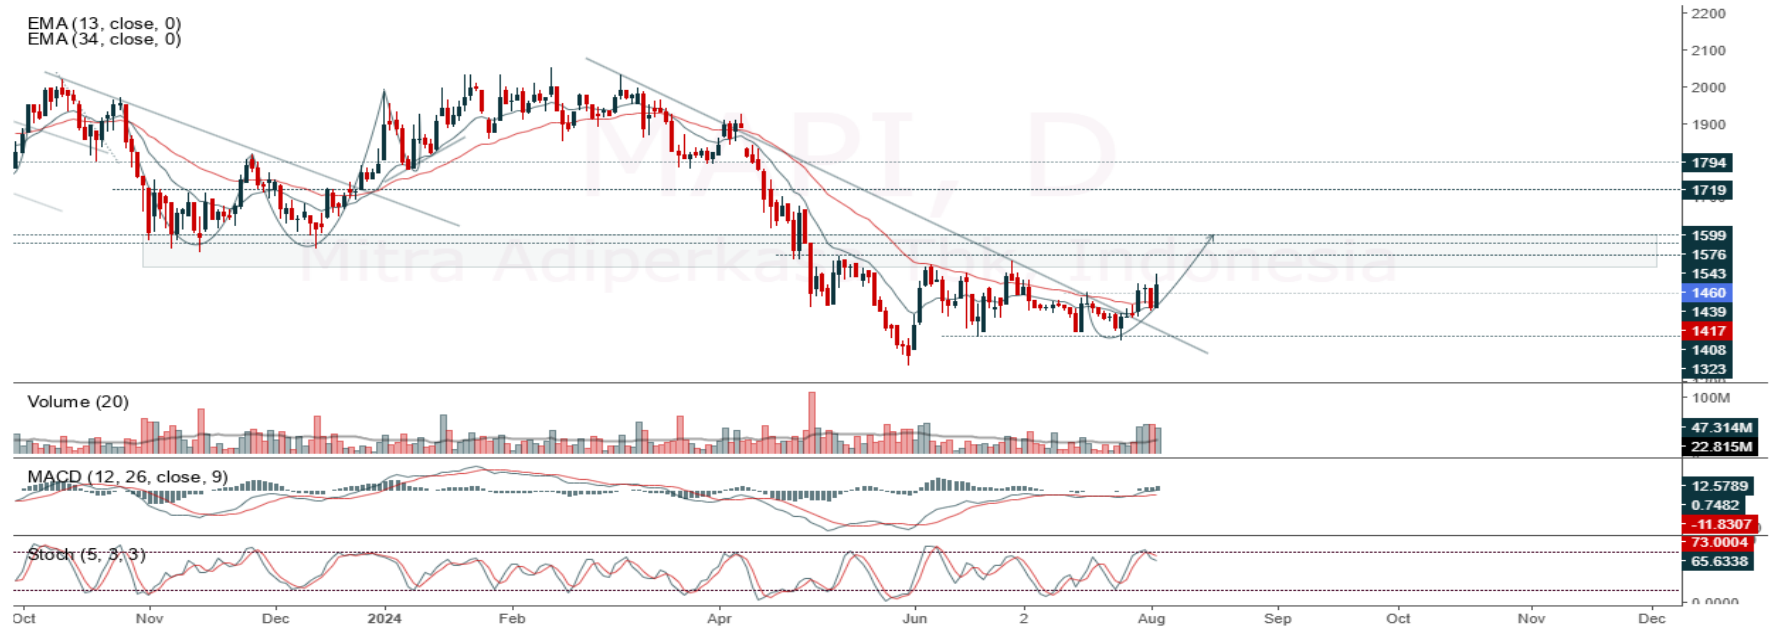 EMA (13, close, 0)
EMA (34, close, 0)
MAPI, D
Mitra Adiperkasa Tbk Indonesia
2200
2100
2000
1900
1794
1719
1599
1576
1543
1460
1439
1417
1408
1323
Volume (20)
100M
47.314M
22.815M
MACD (12, 26, close, 9)
12.5789
0.7482
-11.8307
Stoch (5, 3, 3)
73.0004
65.6338
0.0000
Oct Nov Dec 2024 Feb Apr Jun 2 Aug Sep Oct Nov Dec